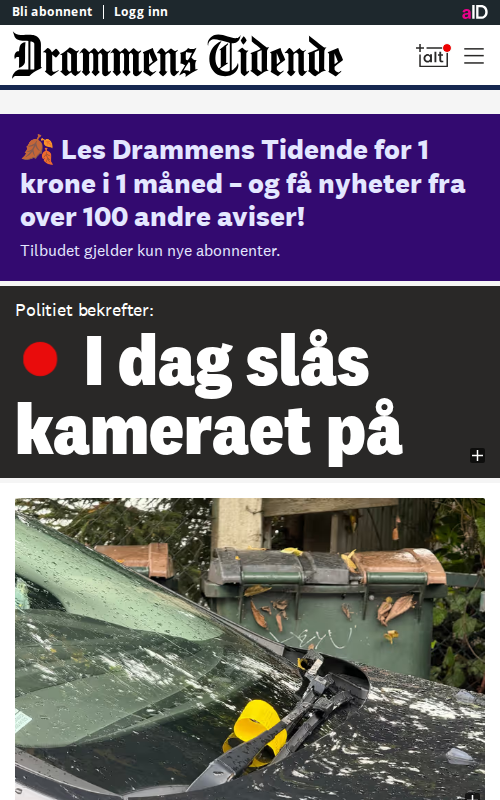 Bli abonnent | Logg inn
aID
Drammens Tidende
+alt
🍂 Les Drammens Tidende for 1
krone i 1 måned – og få nyheter fra
over 100 andre aviser!
Tilbudet gjelder kun nye abonnenter.
Politiet bekrefter:
I dag slås
kameraet på